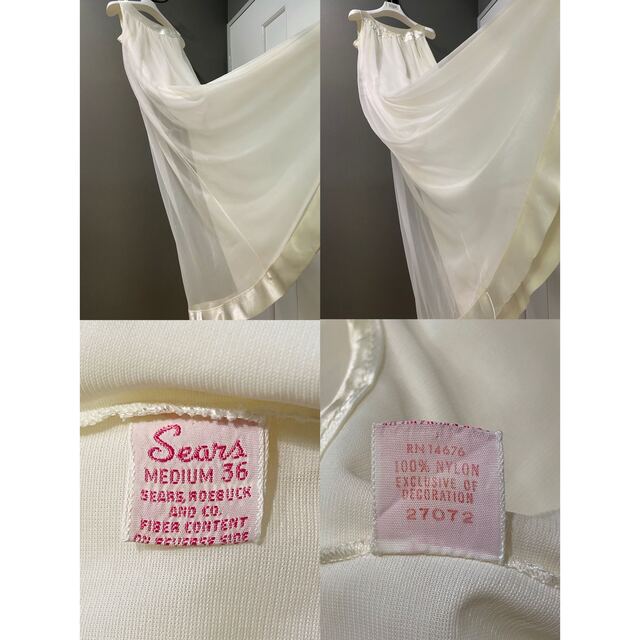 Sears
MEDIUM 36
SEARS, ROEBUCK
AND CO.
FIBER CONTENT
ON REVERSE SIDE
RN 14676
100% NYLON
EXCLUSIVE OF
DECORATION
27072